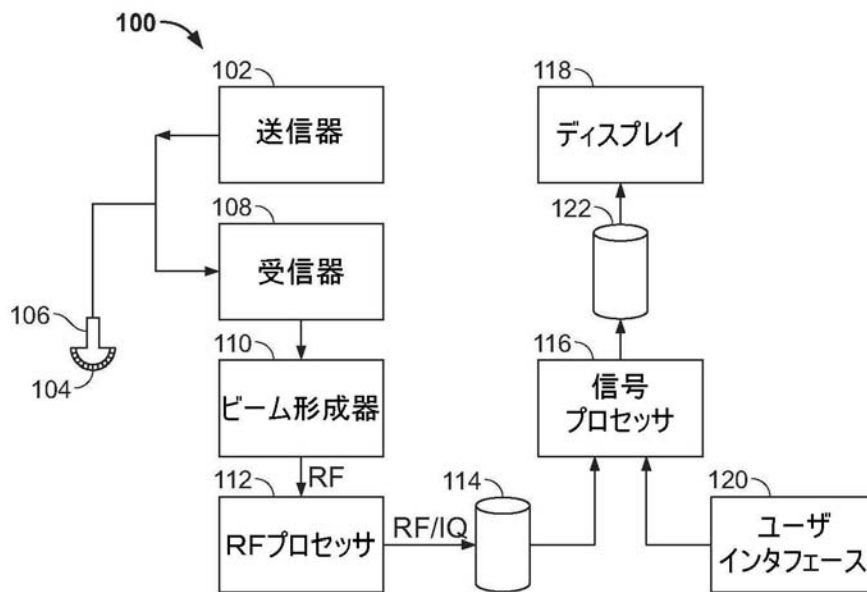 100
102
送信器
108
受信器
106
104
110
ビーム形成器
RF
112
RFプロセッサ
RF/IQ
114
118
ディスプレイ
122
116
信号
プロセッサ
120
ユーザ
インタフェース